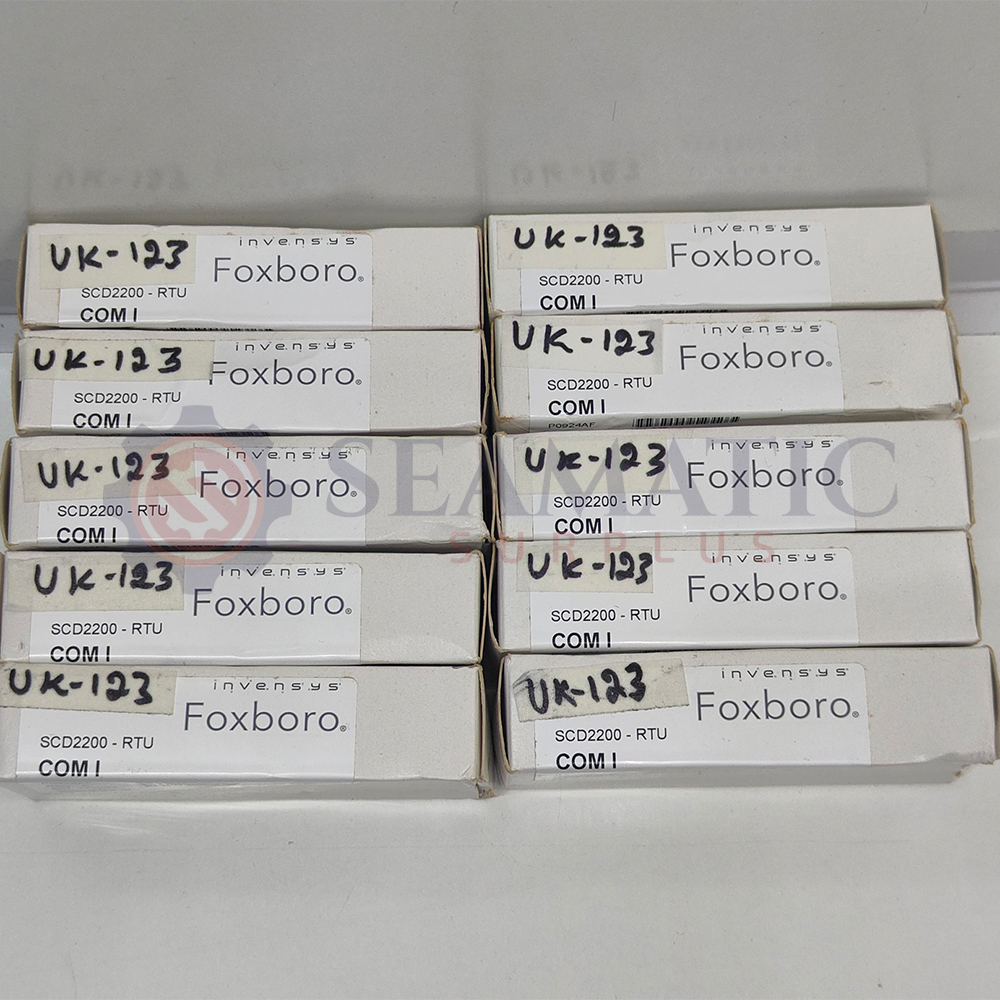 UK-123
invensys
Foxboro®
SCD2200 - RTU
COM I
UK-123
invensys
Foxboro®
SCD2200 - RTU
COM I
UK-123
invensys
Foxboro®
SCD2200 - RTU
COM I
UK-123
invensys
Foxboro®
SCD2200 - RTU
COM I
UK-123
invensys
Foxboro®
SCD2200 - RTU
COM I
UK-123
invensys
Foxboro®
SCD2200 - RTU
COM I
UK-123
invensys
Foxboro®
SCD2200 - RTU
COM I
P0924AF
UK-123
invensys
Foxboro®
SCD2200 - RTU
COM I
UK-123
invensys
Foxboro®
SCD2200 - RTU
COM I
UK-123
invensys
Foxboro®
SCD2200 - RTU
COM I
SEAMATIC
SURPLUS